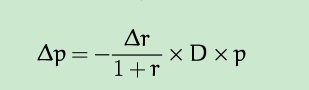 Δp = −Δr/(1 + r) × D × p